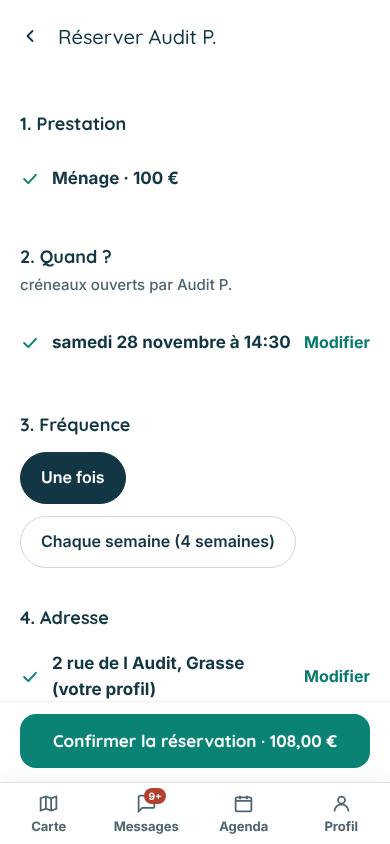 Réserver Audit P.
1. Prestation
Ménage · 100 €
2. Quand ?
créneaux ouverts par Audit P.
samedi 28 novembre à 14:30 Modifier
3. Fréquence
Une fois
Chaque semaine (4 semaines)
4. Adresse
2 rue de l Audit, Grasse
(votre profil)
Modifier
Confirmer la réservation · 108,00 €
9+
Carte Messages Agenda Profil